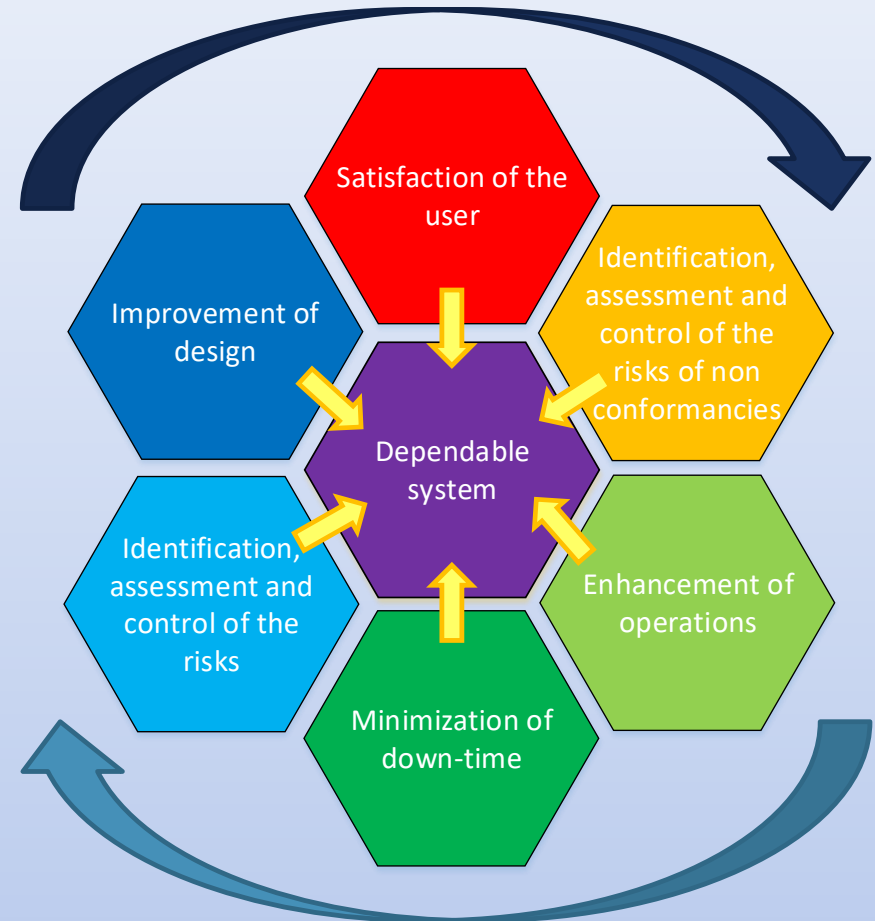 Satisfaction of the
user
Identification,
assessment and
control of the
risks of non
conformancies
Improvement of
design
Dependable
system
Identification,
assessment and
control of the
risks
Enhancement of
operations
Minimization of
down-time